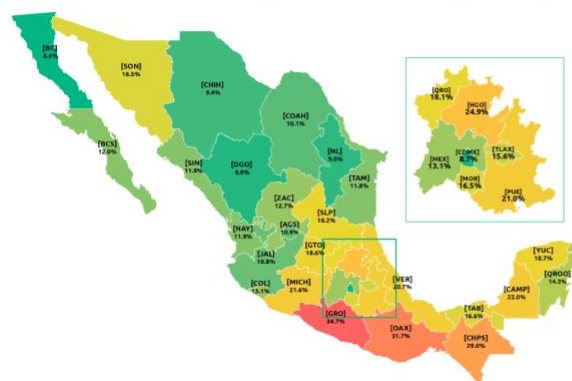 [BC]
8.6%
[SON]
16.5%
[CHIH]
9.4%
[COAH]
10.1%
[BCS]
12.0%
[SIN]
11.9%
[DGO]
8.9%
[NL]
9.0%
[TAM]
11.8%
[ZAC]
12.7%
[SLP]
18.2%
[NAY]
11.9%
[AGS]
10.9%
[JAL]
10.8%
[GTO]
18.6%
[COL]
13.1%
[MICH]
21.6%
[VER]
20.7%
[GRO]
34.7%
[OAX]
31.7%
[CHPS]
29.0%
[TAB]
16.6%
[CAMP]
22.0%
[YUC]
18.7%
[QROO]
14.3%
[QRO]
18.1%
[HGO]
24.9%
[MEX]
13.1%
[CDMX]
8.7%
[TLAX]
15.6%
[MOR]
16.5%
[PUE]
21.0%